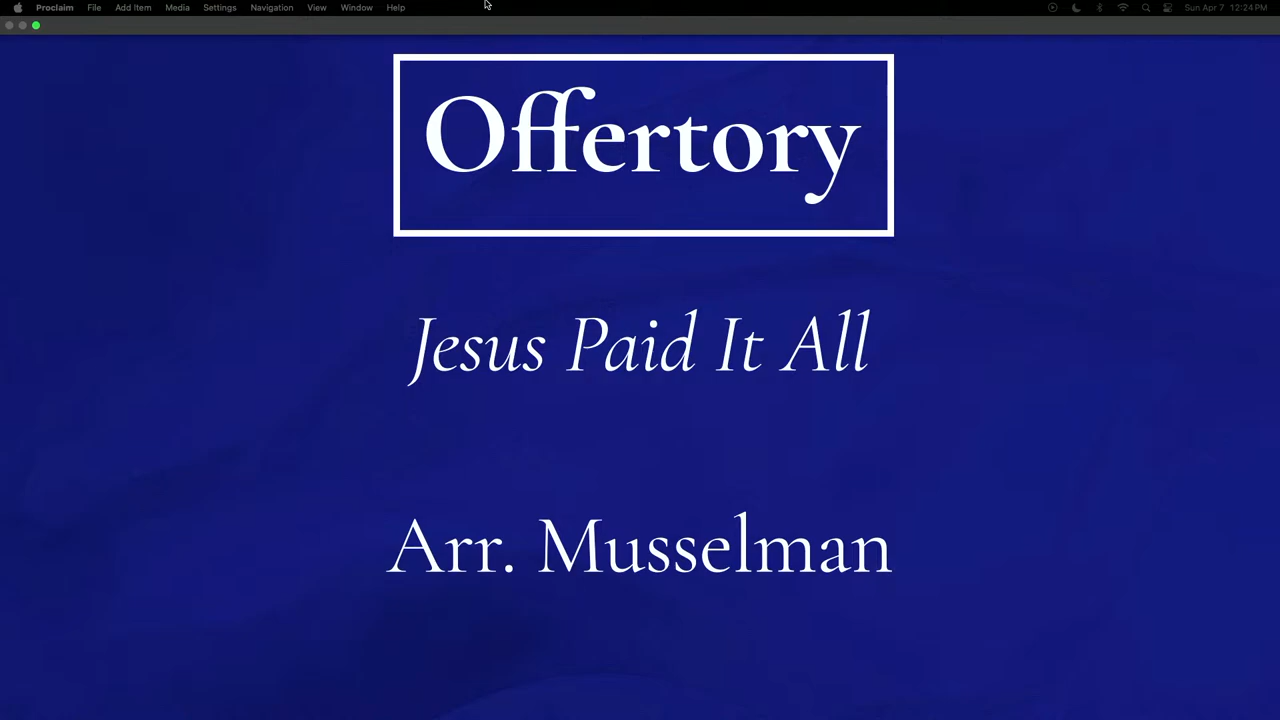 Proclaim File Add Item Media Settings Navigation View Window Help Sun Apr 7 12:24 PM
Offertory
Jesus Paid It All
Arr. Musselman